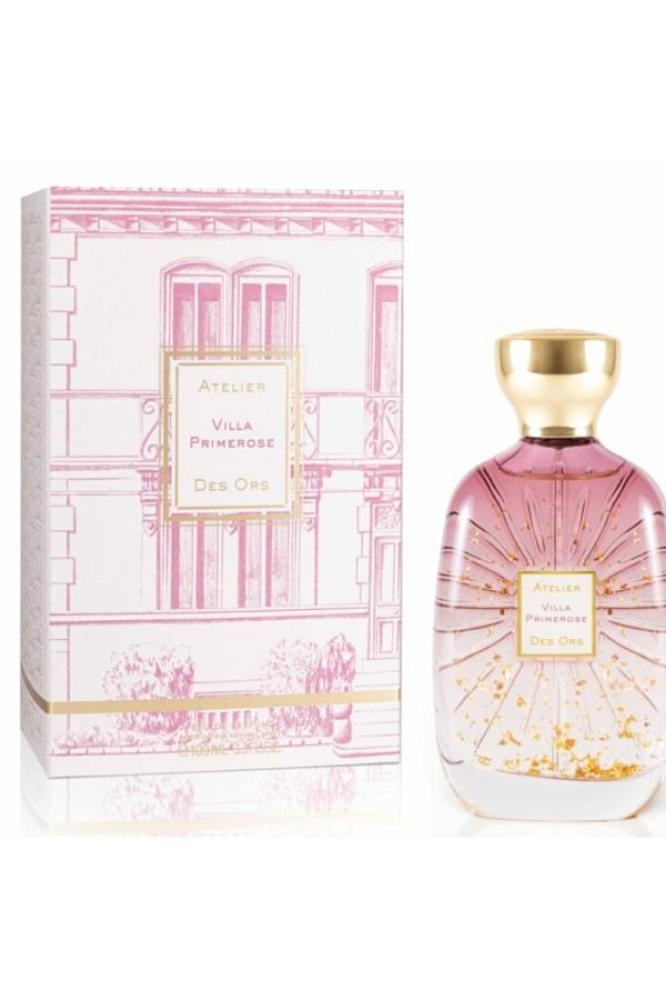 ATELIER
VILLA
PRIMEROSE
DES ORS
ATELIER
VILLA
PRIMEROSE
DES ORS